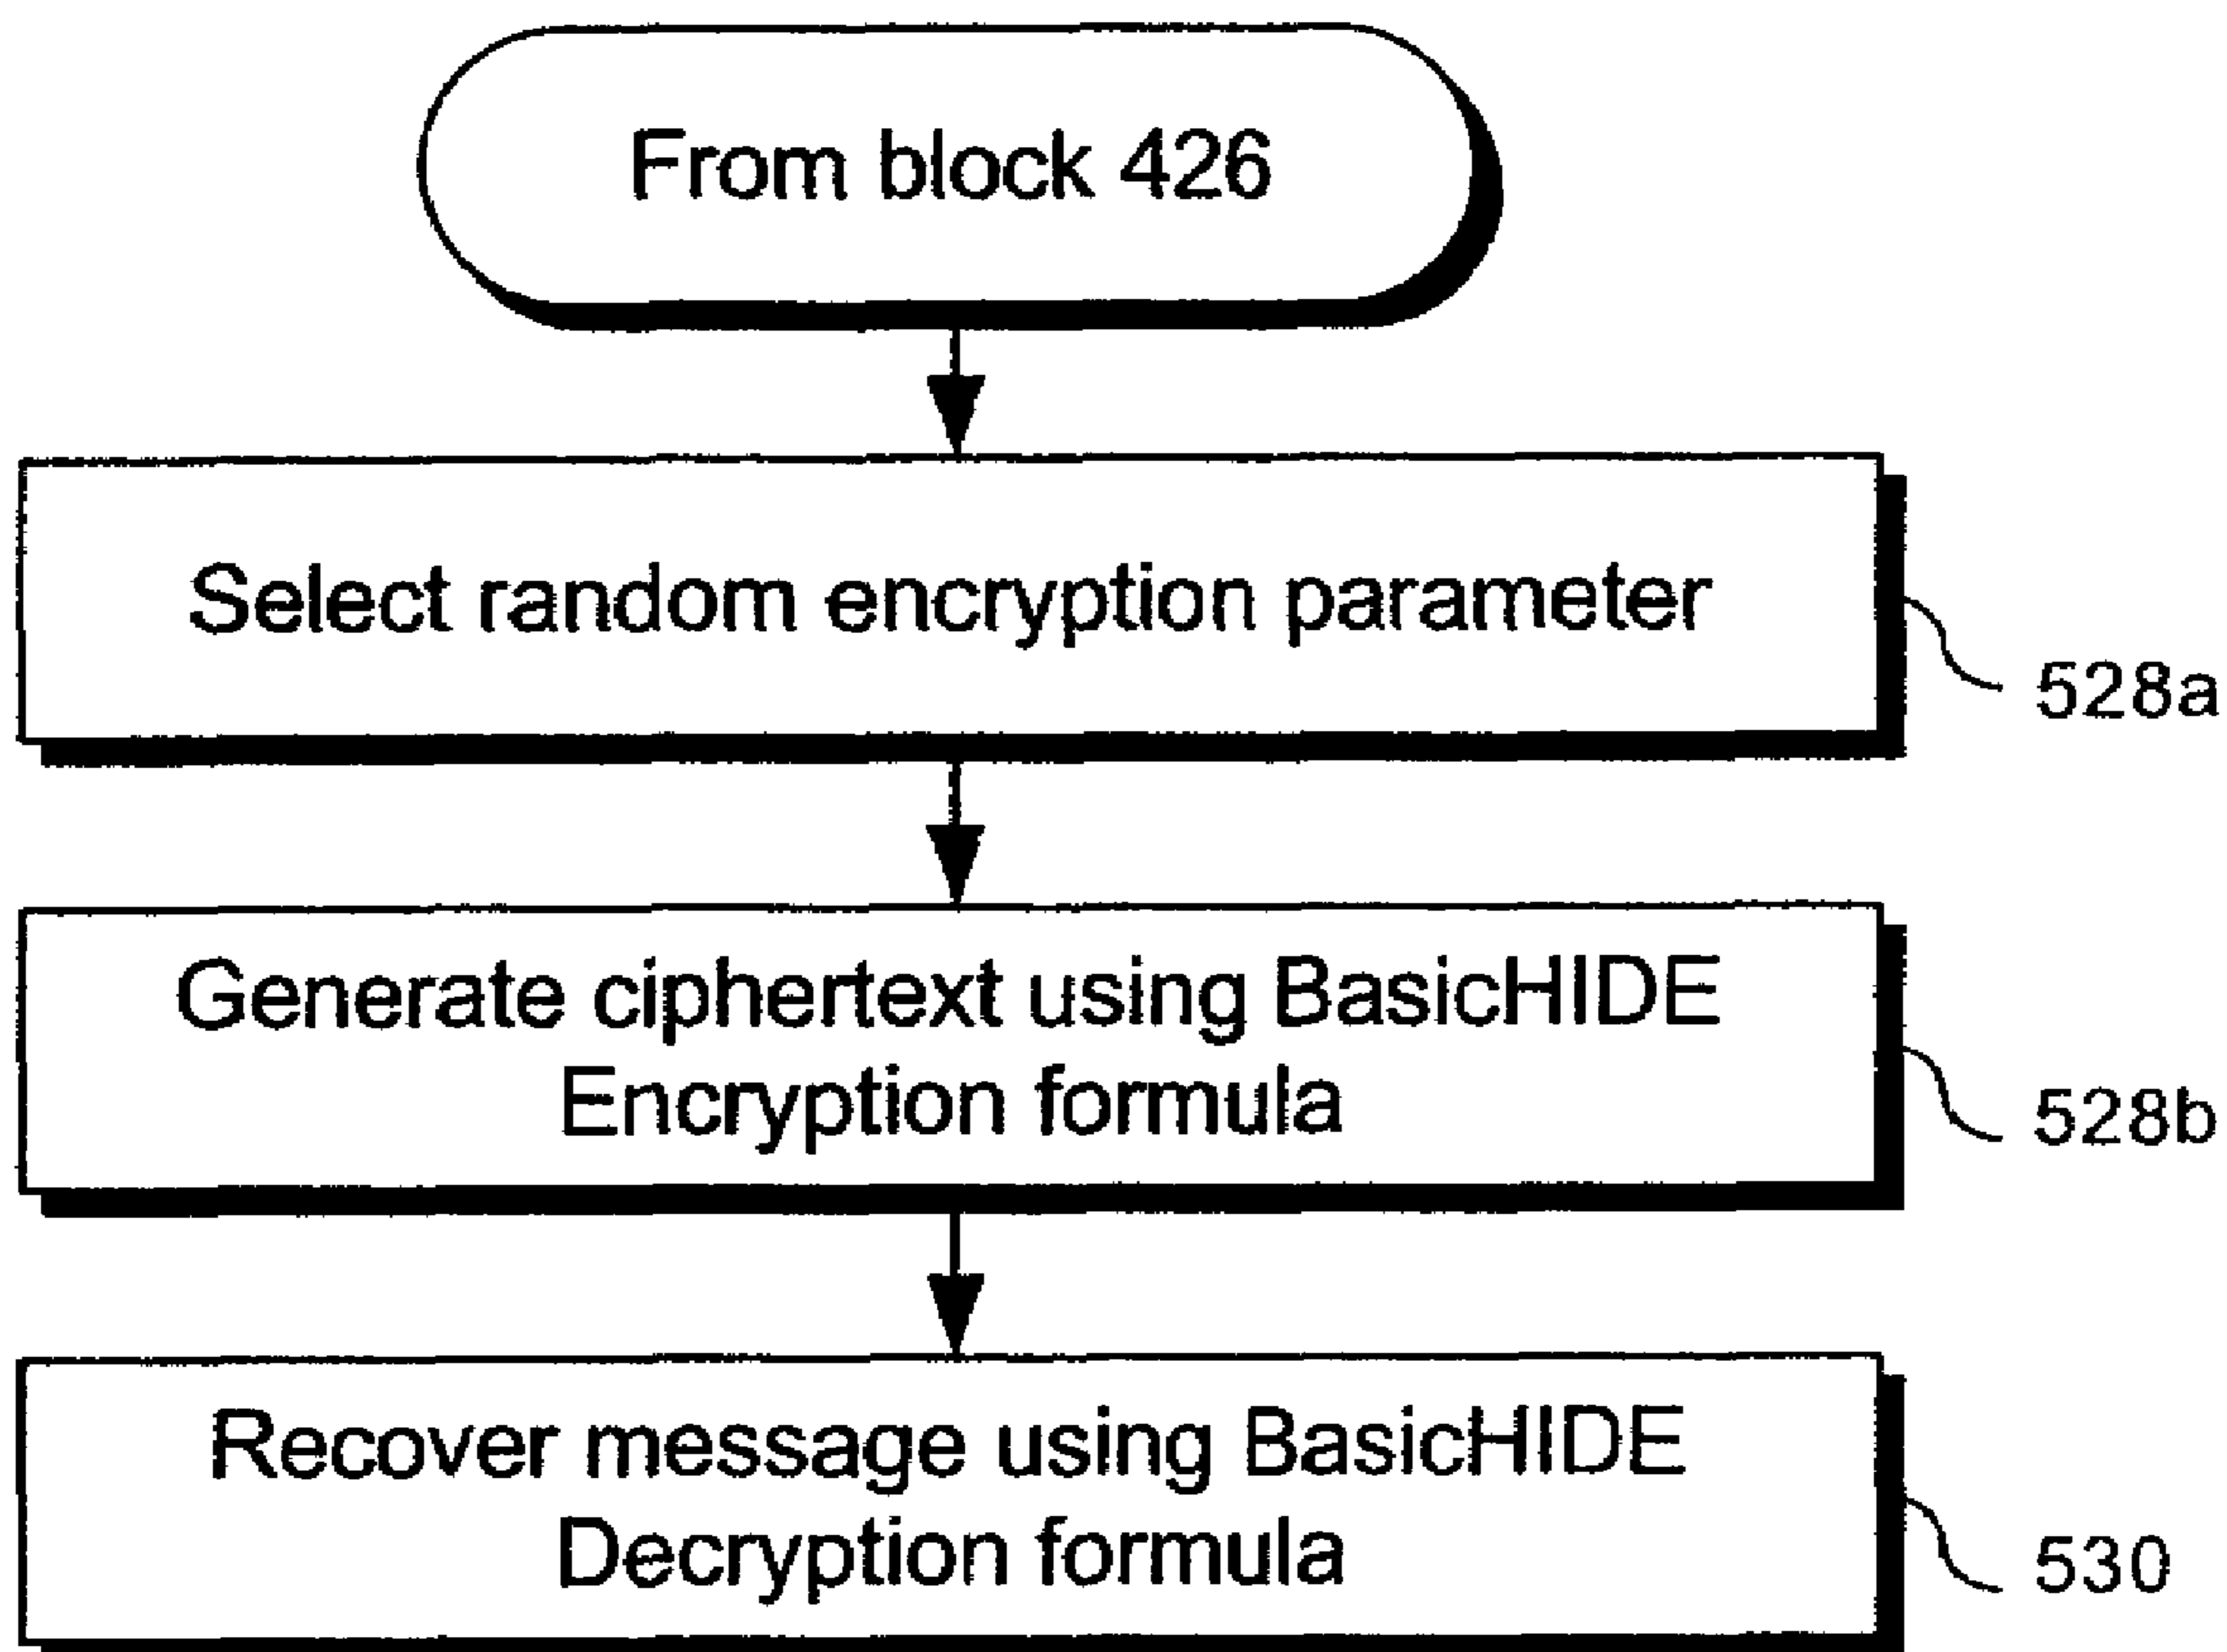 From block 426
Select random encryption parameter
528a
Generate ciphertext using BasicHIDE
Encryption formula
528b
Recover message using BasicHIDE
Decryption formula
530